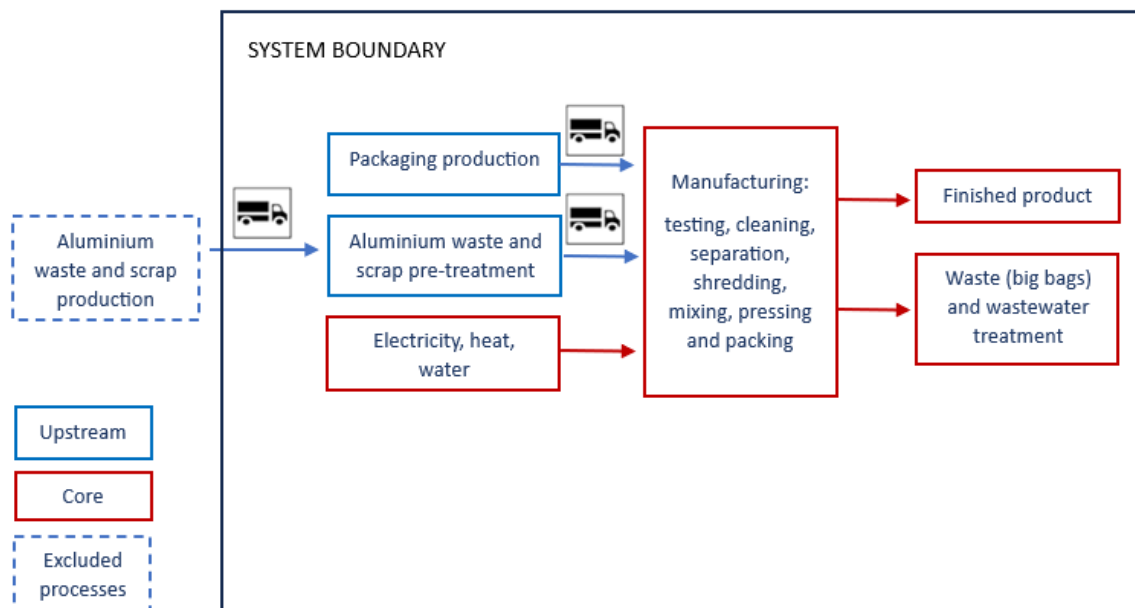 SYSTEM BOUNDARY
Packaging production
Aluminium waste and
scrap pre-treatment
Electricity, heat,
water
Aluminium
waste and scrap
production
Manufacturing:
testing, cleaning,
separation,
shredding,
mixing, pressing
and packing
Finished product
Waste (big bags)
and wastewater
treatment
Upstream
Core
Excluded
processes